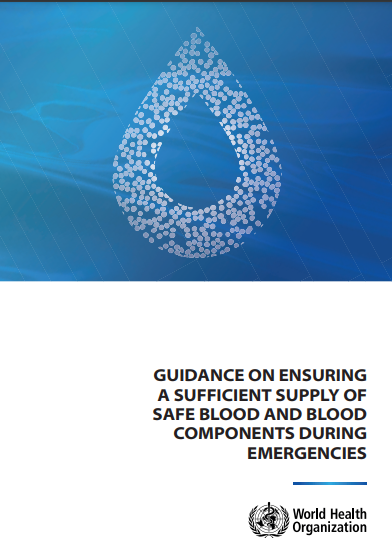 GUIDANCE ON ENSURING
A SUFFICIENT SUPPLY OF
SAFE BLOOD AND BLOOD
COMPONENTS DURING
EMERGENCIES
World Health
Organization